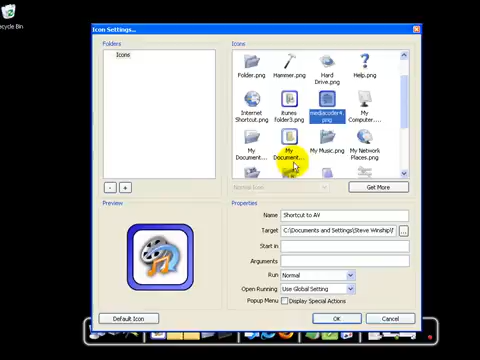 ecycle Bin
Icon Settings...
Folders
Icons
Icons
Folder.png
Hammer.png
Hard
Drive.png
Help.png
Internet
Shortcut.png
itunes
folder3.png
mediacoder4.
png
My
Computer....
My
Document...
My
Document...
My Music.png
My Network
Places.png
- +
Normal Icon
Get More
Preview
Properties
Name Shortcut to AV
Target C:\Documents and Settings\Steve Winship\f ...
Start in
Arguments
Run Normal
Open Running Use Global Setting
Popup Menu Display Special Actions
Default Icon
OK
Cancel